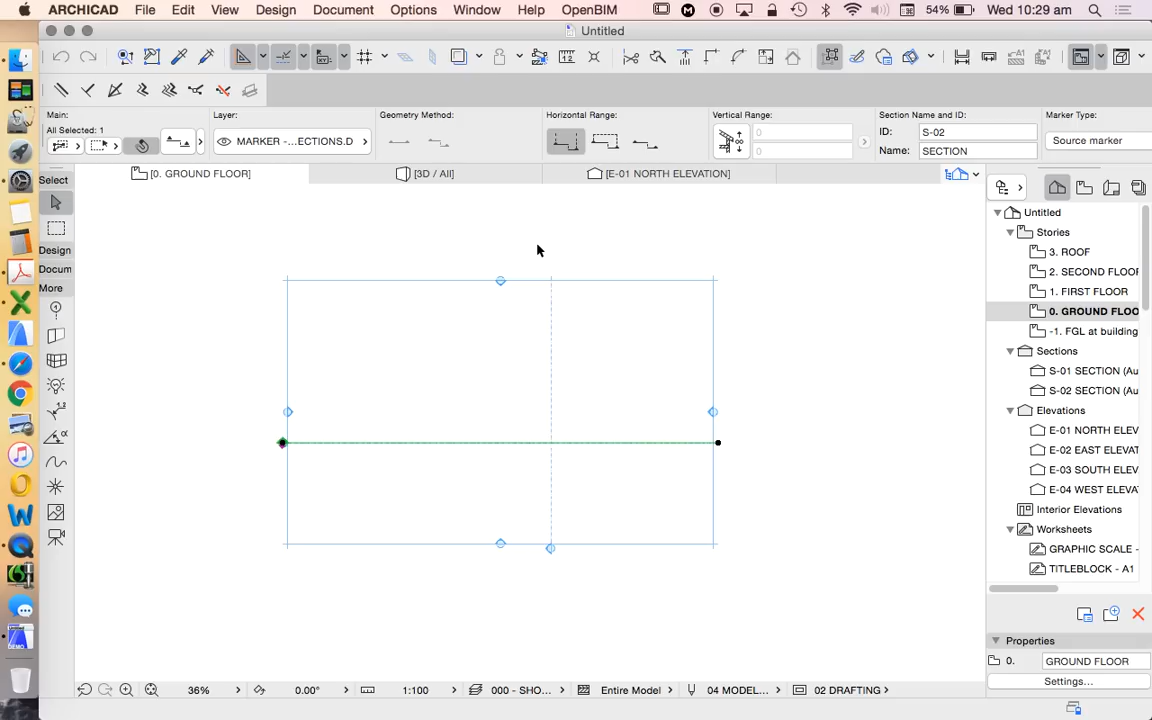 ARCHICAD File Edit View Design Document Options Window Help OpenBIM 54% Wed 10:29 am
Untitled
Main:
All Selected: 1
Layer:
MARKER -...ECTIONS.D
Geometry Method:
Horizontal Range:
Vertical Range:
0
0
Section Name and ID:
ID: S-02
Name: SECTION
Marker Type:
Source marker
[0. GROUND FLOOR] [3D / All] [E-01 NORTH ELEVATION]
Select
Design
Docum
More
Untitled
Stories
3. ROOF
2. SECOND FLOOR
1. FIRST FLOOR
0. GROUND FLOO
-1. FGL at building
Sections
S-01 SECTION (Au
S-02 SECTION (Au
Elevations
E-01 NORTH ELEV
E-02 EAST ELEVAT
E-03 SOUTH ELEV
E-04 WEST ELEVA
Interior Elevations
Worksheets
GRAPHIC SCALE -
TITLEBLOCK - A1
Properties
0. GROUND FLOOR
Settings...
36% 0.00° 1:100 000 - SHO... Entire Model 04 MODEL... 02 DRAFTING